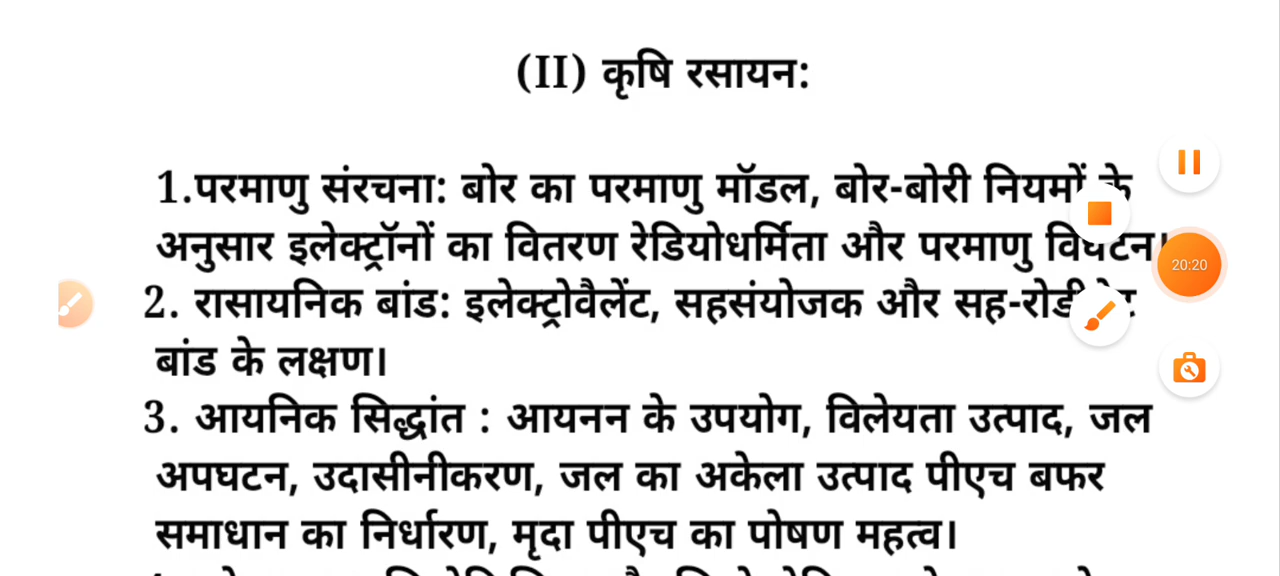 (II) कृषि रसायन:
1.परमाणु संरचना: बोर का परमाणु मॉडल, बोर-बोरी नियमों के
अनुसार इलेक्ट्रॉनों का वितरण रेडियोधर्मिता और परमाणु विघटन।
20:20
2. रासायनिक बांड: इलेक्ट्रोवैलेंट, सहसंयोजक और
बांड के लक्षण।
3. आयनिक सिद्धांत : आयनन के उपयोग, विलेयता उत्पाद, जल
अपघटन, उदासीनीकरण, जल का अकेला उत्पाद पीएच बफर
समाधान का निर्धारण, मृदा पीएच का पोषण महत्व।